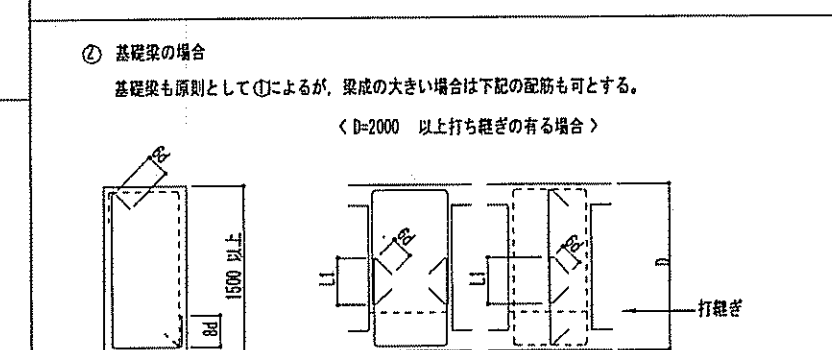 ② 基礎梁の場合
基礎梁も原則として①によるが，梁成の大きい場合は下記の配筋も可とする。
〈 D=2000 以上打ち継ぎの有る場合 〉
6d
1500 以上
8d
L1
6d
L1
6d
D
打継ぎ